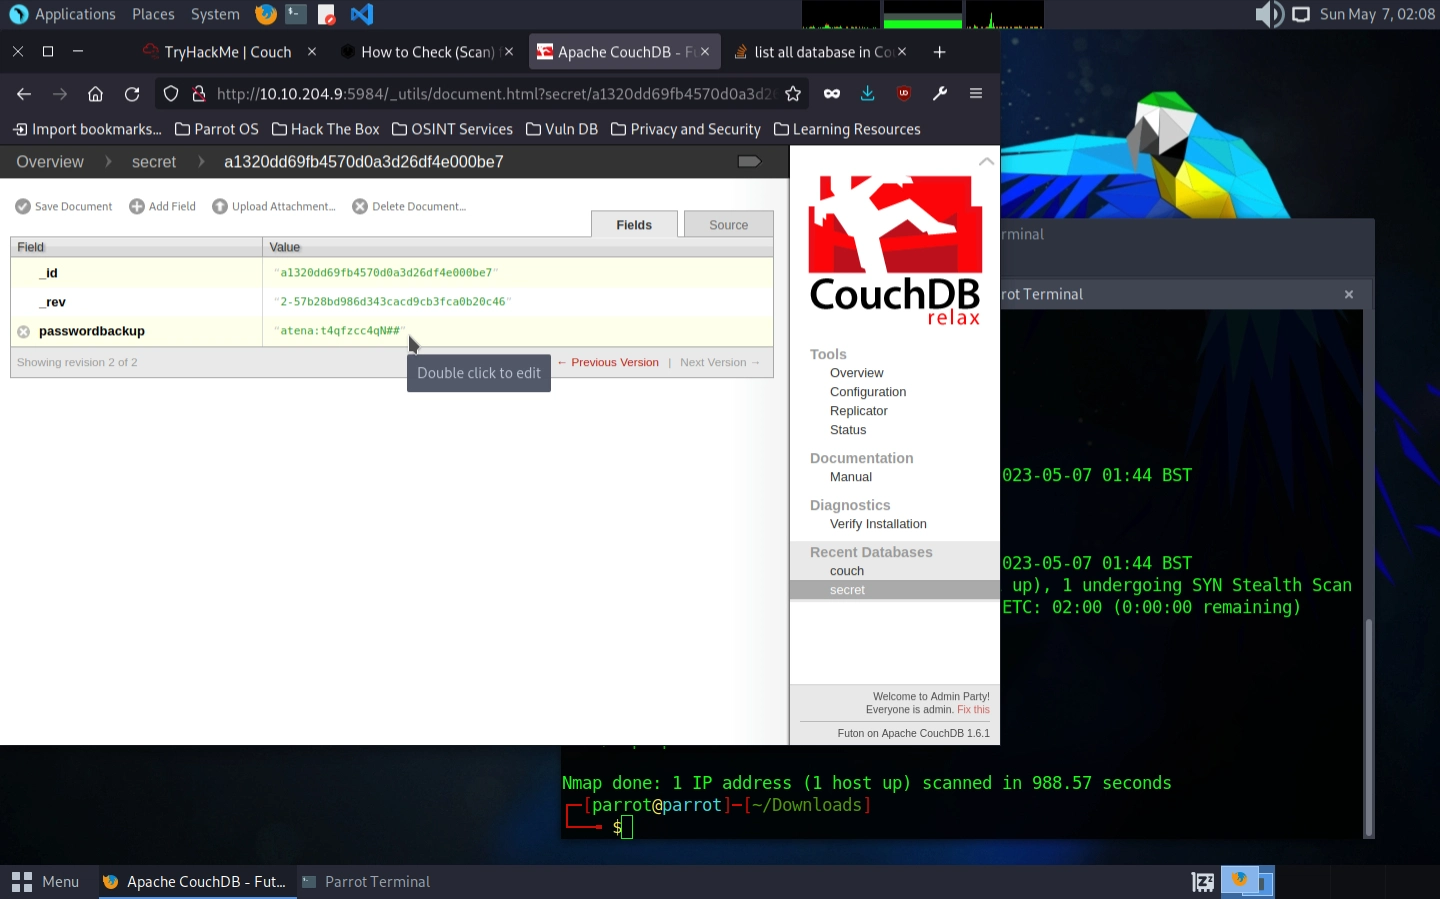 Applications Places System Sun May 7, 02:08
TryHackMe | Couch How to Check (Scan) f Apache CouchDB - Fu list all database in Cou
http://10.10.204.9:5984/_utils/document.html?secret/a1320dd69fb4570d0a3d26
Import bookmarks... Parrot OS Hack The Box OSINT Services Vuln DB Privacy and Security Learning Resources
Overview secret a1320dd69fb4570d0a3d26df4e000be7
Save Document Add Field Upload Attachment... Delete Document...
Fields Source
Field Value
_id "a1320dd69fb4570d0a3d26df4e000be7"
_rev "2-57b28bd986d343cacd9cb3fca0b20c46"
passwordbackup "atena:t4qfzcc4qN##"
Showing revision 2 of 2 ← Previous Version | Next Version →
Double click to edit
CouchDB
relax
Tools
Overview
Configuration
Replicator
Status
Documentation
Manual
Diagnostics
Verify Installation
Recent Databases
couch
secret
Welcome to Admin Party!
Everyone is admin. Fix this
Futon on Apache CouchDB 1.6.1
rminal
rot Terminal
023-05-07 01:44 BST
023-05-07 01:44 BST
up), 1 undergoing SYN Stealth Scan
ETC: 02:00 (0:00:00 remaining)
Nmap done: 1 IP address (1 host up) scanned in 988.57 seconds
[parrot@parrot]─[~/Downloads]
$
Menu Apache CouchDB - Fut... Parrot Terminal